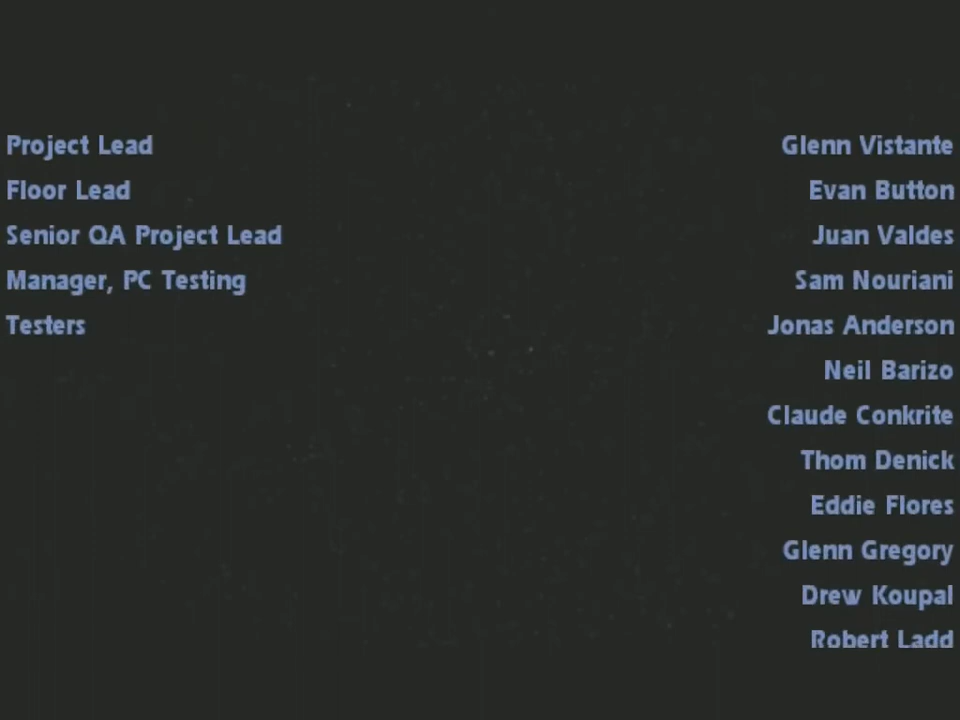 Project Lead Glenn Vistante
Floor Lead Evan Button
Senior QA Project Lead Juan Valdes
Manager, PC Testing Sam Nouriani
Testers Jonas Anderson
Neil Barizo
Claude Conkrite
Thom Denick
Eddie Flores
Glenn Gregory
Drew Koupal
Robert Ladd